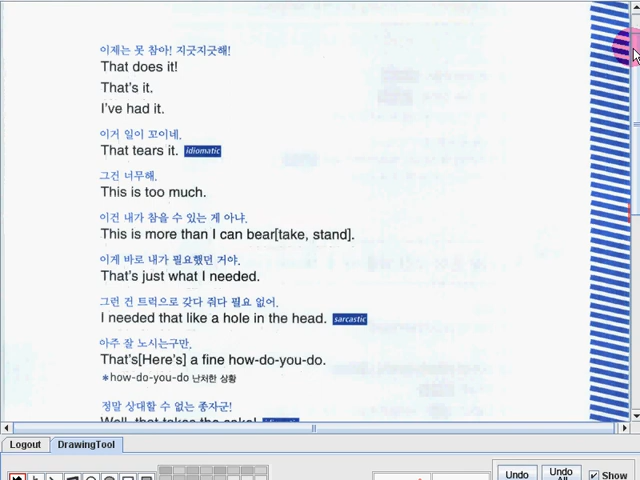 이제는 못 참아! 지긋지긋해!
That does it!
That's it.
I've had it.
이거 일이 꼬이네.
That tears it. idiomatic
그건 너무해.
This is too much.
이건 내가 참을 수 있는 게 아냐.
This is more than I can bear[take, stand].
이게 바로 내가 필요했던 거야.
That's just what I needed.
그런 건 트럭으로 갖다 줘다 필요 없어.
I needed that like a hole in the head. sarcastic
아주 잘 노시는구만.
That's[Here's] a fine how-do-you-do.
*how-do-you-do 난처한 상황
정말 상대할 수 없는 종자군!
Well, that takes the cake!
Logout DrawingTool
Undo Undo All Show